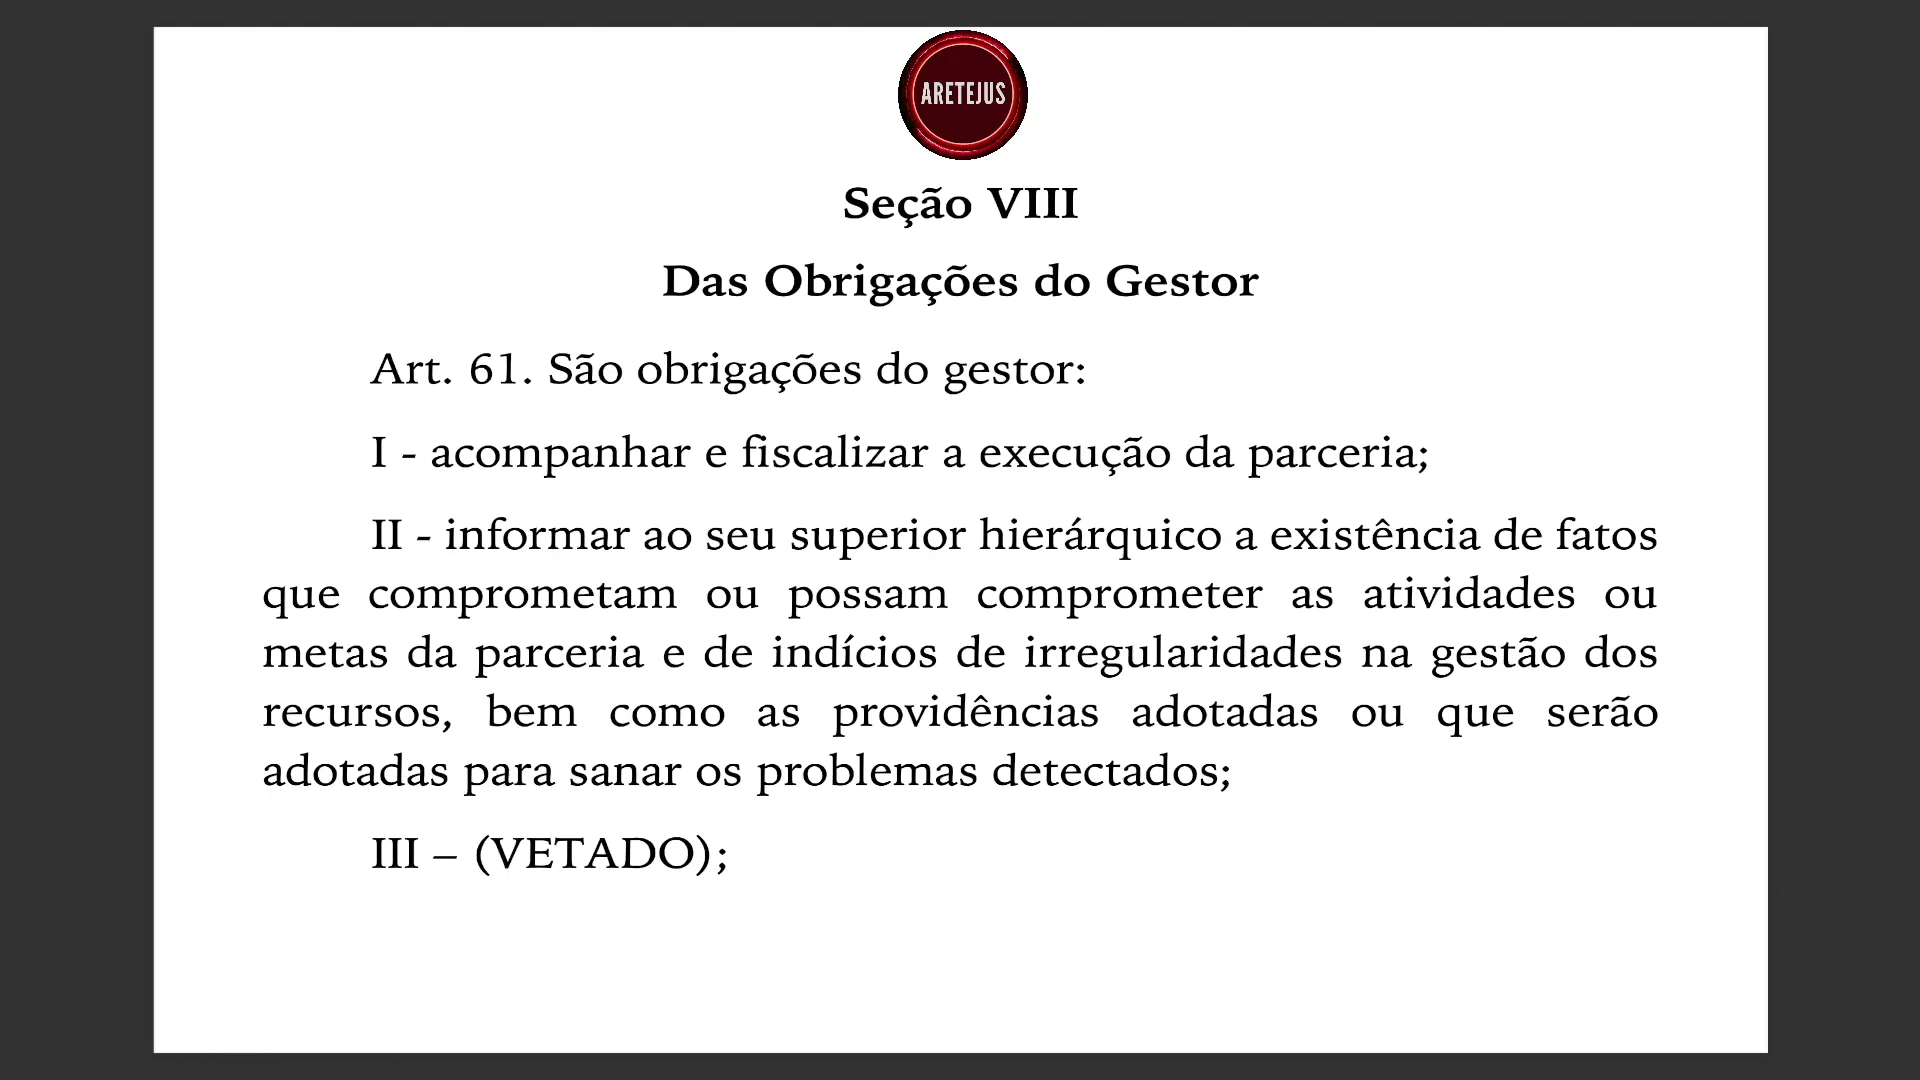 ARETEJUS
Seção VIII
Das Obrigações do Gestor
Art. 61. São obrigações do gestor:
I - acompanhar e fiscalizar a execução da parceria;
II - informar ao seu superior hierárquico a existência de fatos
que comprometam ou possam comprometer as atividades ou
metas da parceria e de indícios de irregularidades na gestão dos
recursos, bem como as providências adotadas ou que serão
adotadas para sanar os problemas detectados;
III – (VETADO);